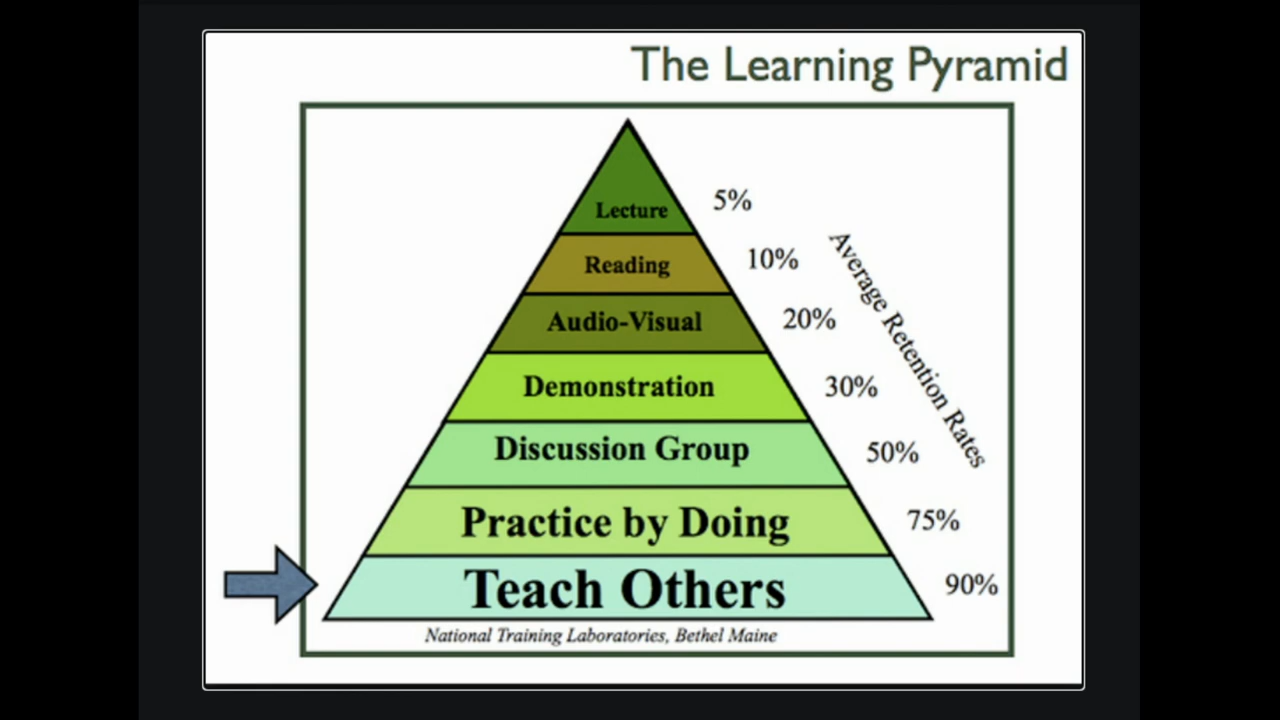 The Learning Pyramid
Lecture
5%
Reading
10%
Audio-Visual
20%
Demonstration
30%
Discussion Group
50%
Practice by Doing
75%
Teach Others
90%
Average Retention Rates
National Training Laboratories, Bethel Maine